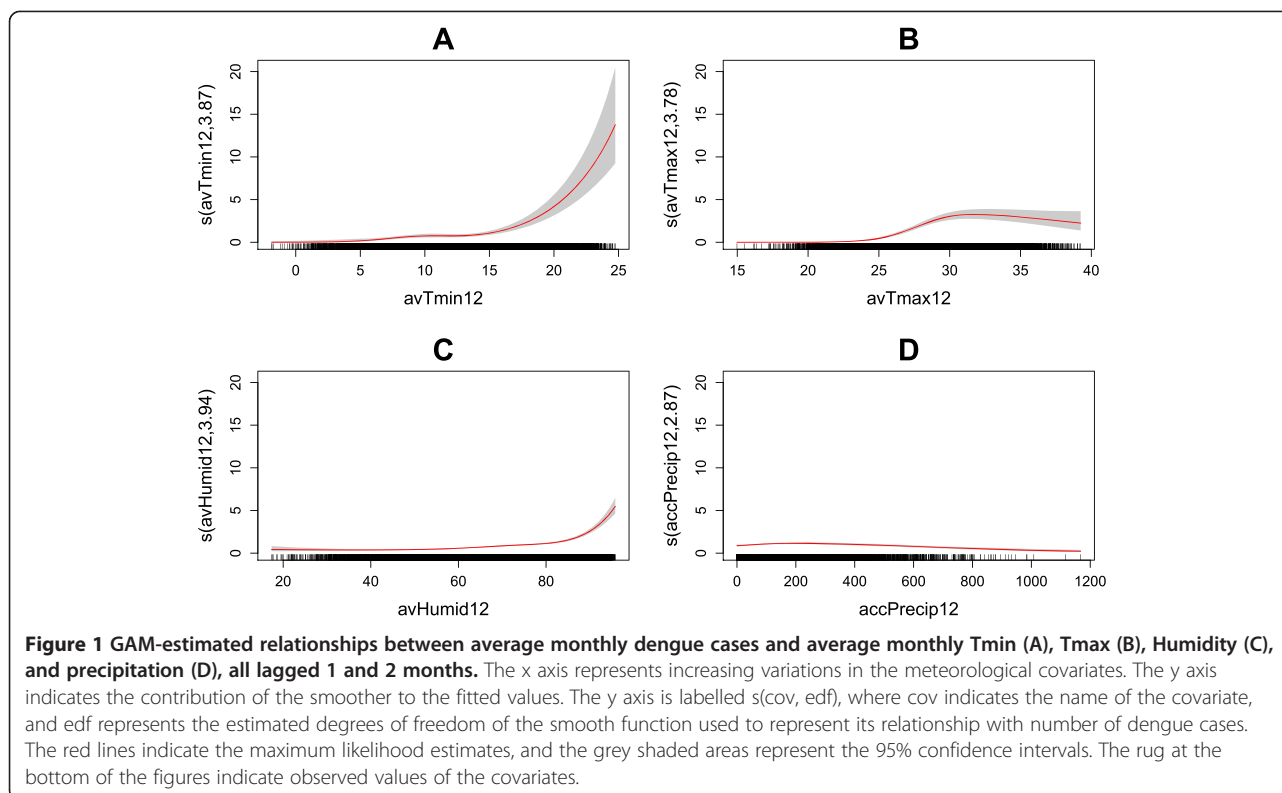 A
B
s(avTmin12,3.87)
20
15
10
5
0
0 5 10 15 20 25
avTmin12
s(avTmax12,3.78)
20
15
10
5
0
15 20 25 30 35 40
avTmax12
C
D
s(avHumid12,3.94)
20
15
10
5
0
20 40 60 80
avHumid12
s(accPrecip12,2.87)
20
15
10
5
0
0 200 400 600 800 1000 1200
accPrecip12
Figure 1 GAM-estimated relationships between average monthly dengue cases and average monthly Tmin (A), Tmax (B), Humidity (C),
and precipitation (D), all lagged 1 and 2 months. The x axis represents increasing variations in the meteorological covariates. The y axis
indicates the contribution of the smoother to the fitted values. The y axis is labelled s(cov, edf), where cov indicates the name of the covariate,
and edf represents the estimated degrees of freedom of the smooth function used to represent its relationship with number of dengue cases.
The red lines indicate the maximum likelihood estimates, and the grey shaded areas represent the 95% confidence intervals. The rug at the
bottom of the figures indicate observed values of the covariates.